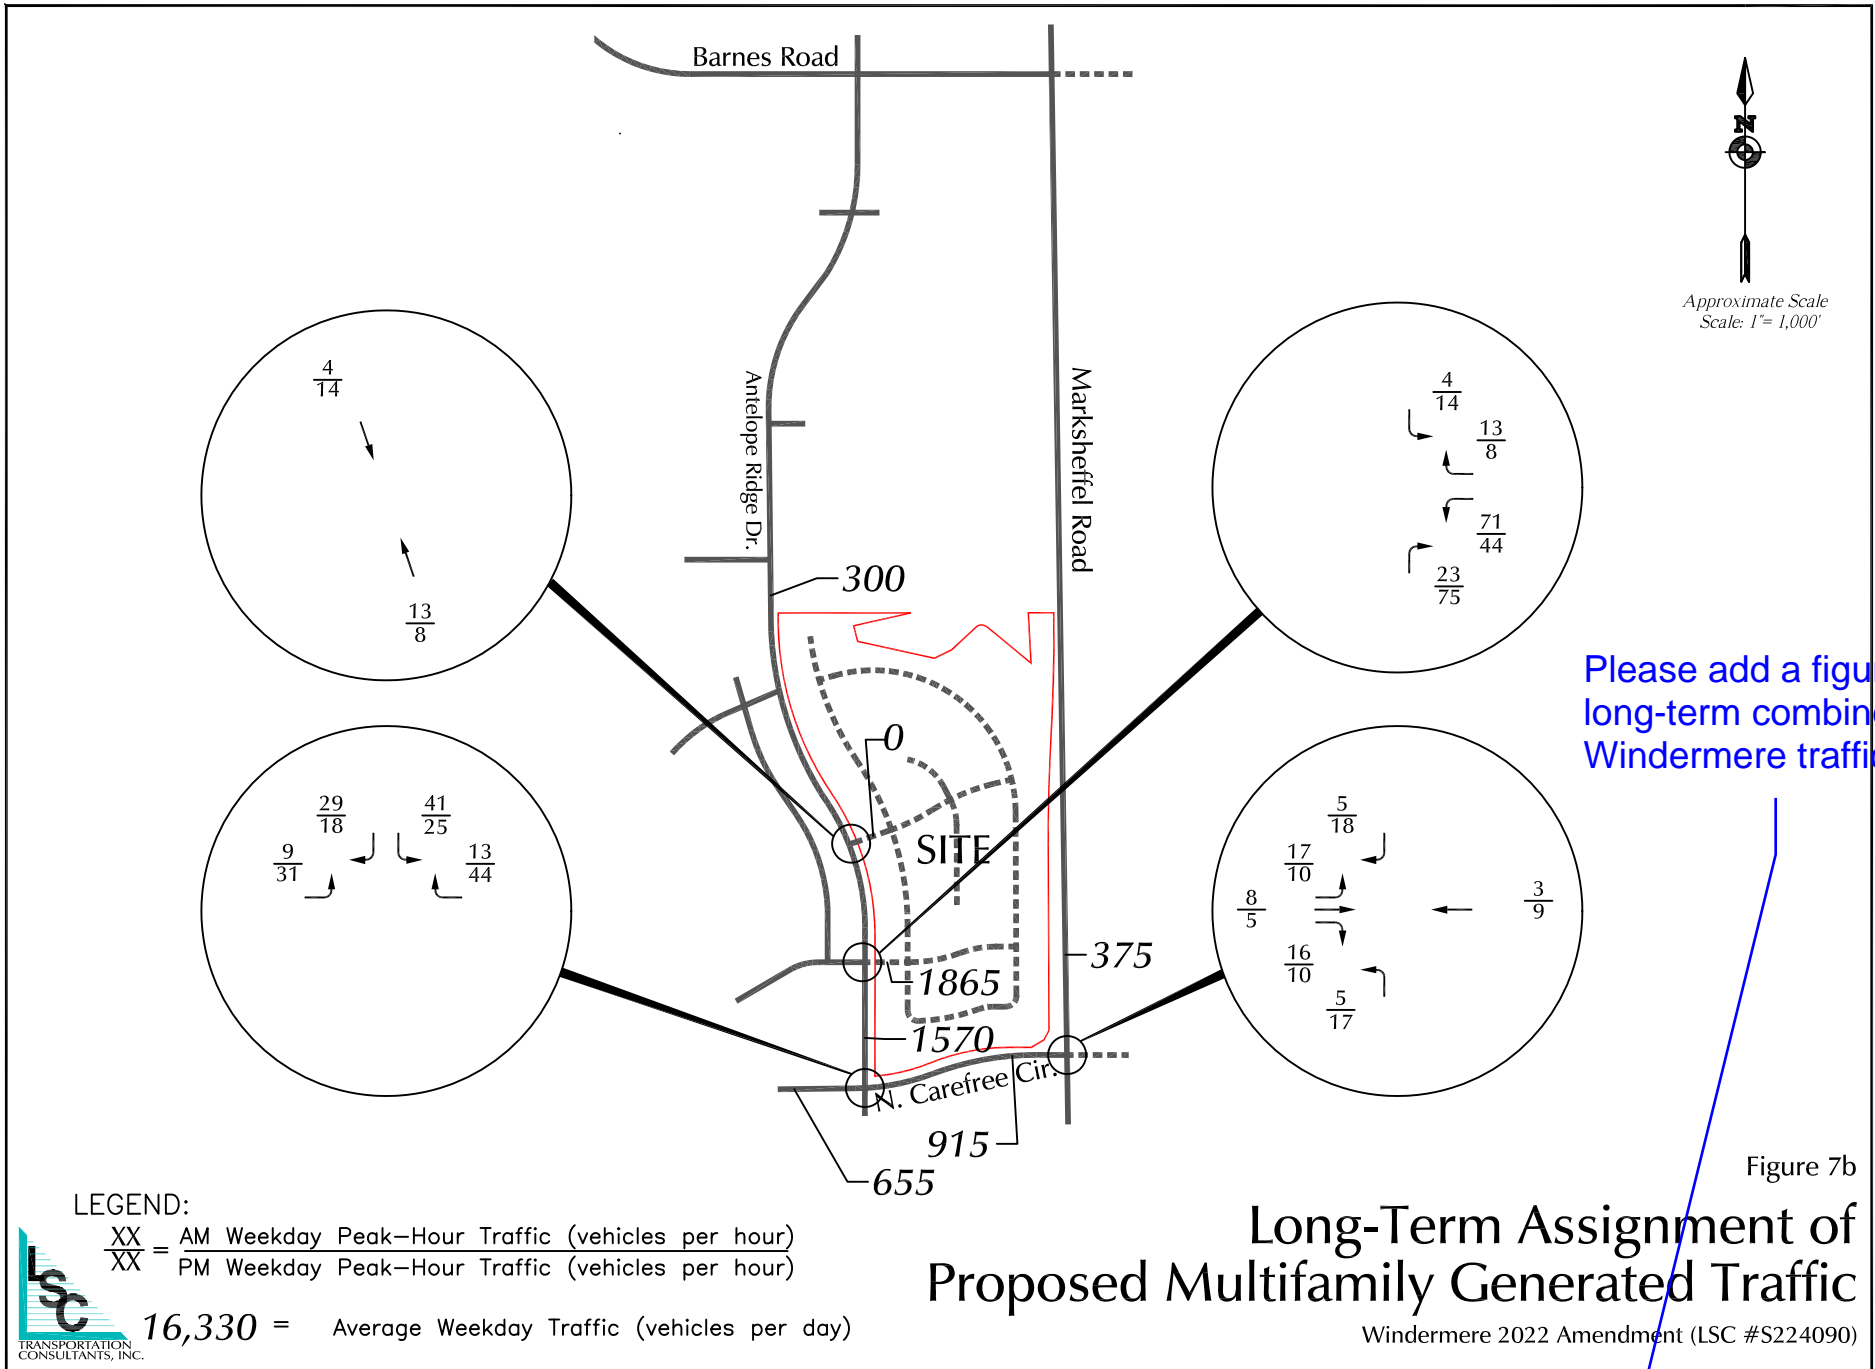 Barnes Road
N
Approximate Scale
Scale: 1"= 1,000'
Antelope Ridge Dr.
Marksheffel Road
4
14
13
8
4
14
13
8
71
44
23
75
300
0
SITE
1865
1570
375
N. Carefree Cir.
915
655
29
18
41
25
9
31
13
44
5
18
17
10
8
5
3
9
16
10
5
17
Please add a figu
long-term combin
Windermere traffi
LEGEND:
XX
XX
=
AM Weekday Peak-Hour Traffic (vehicles per hour)
PM Weekday Peak-Hour Traffic (vehicles per hour)
16,330 = Average Weekday Traffic (vehicles per day)
LSC
TRANSPORTATION
CONSULTANTS, INC.
Figure 7b
Long-Term Assignment of
Proposed Multifamily Generated Traffic
Windermere 2022 Amendment (LSC #S224090)